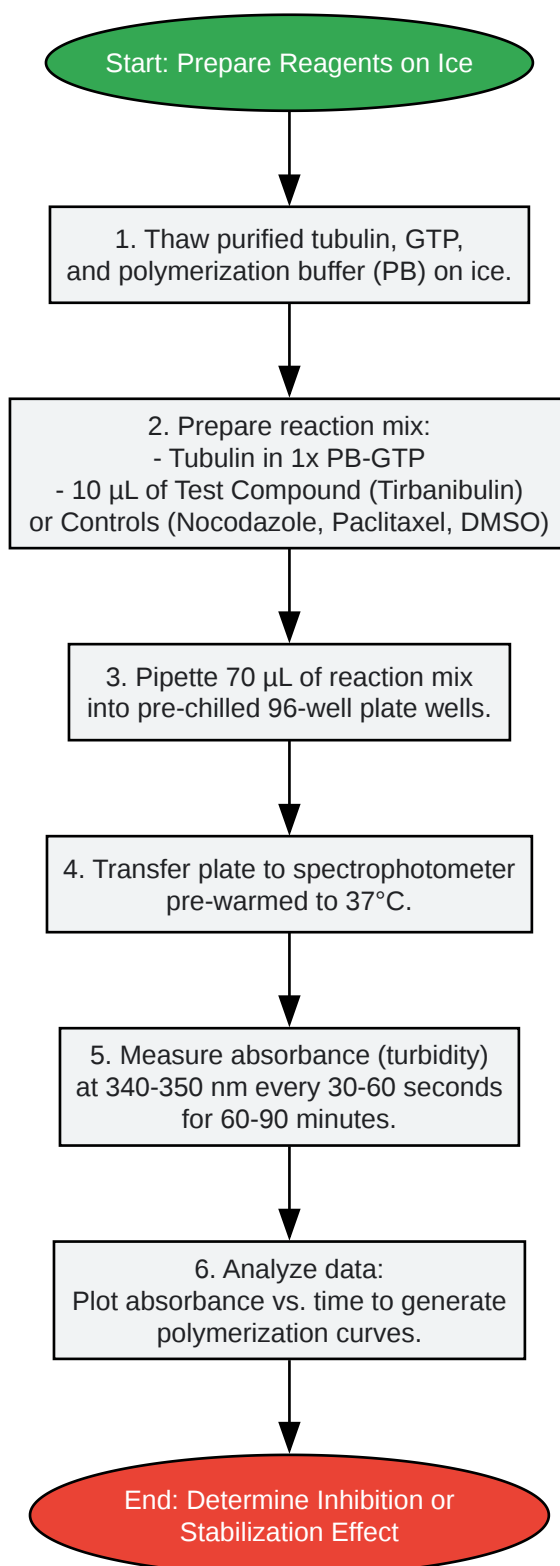 Start: Prepare Reagents on Ice
1. Thaw purified tubulin, GTP,
and polymerization buffer (PB) on ice.
2. Prepare reaction mix:
- Tubulin in 1x PB-GTP
- 10 µL of Test Compound (Tirbanibulin)
or Controls (Nocodazole, Paclitaxel, DMSO)
3. Pipette 70 µL of reaction mix
into pre-chilled 96-well plate wells.
4. Transfer plate to spectrophotometer
pre-warmed to 37°C.
5. Measure absorbance (turbidity)
at 340-350 nm every 30-60 seconds
for 60-90 minutes.
6. Analyze data:
Plot absorbance vs. time to generate
polymerization curves.
End: Determine Inhibition or
Stabilization Effect